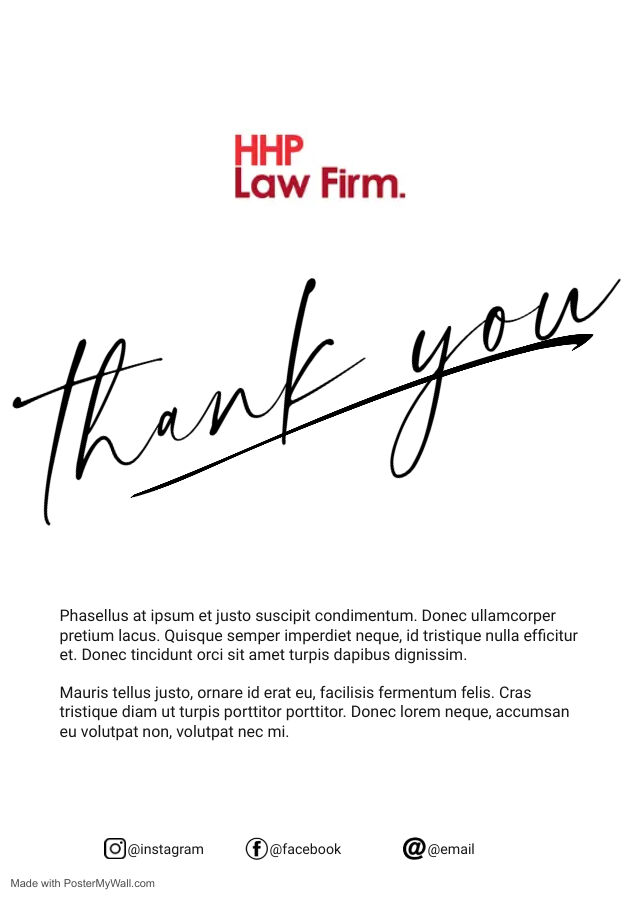 HHP
Law Firm.
thank you
Phasellus at ipsum et justo suscipit condimentum. Donec ullamcorper
pretium lacus. Quisque semper imperdiet neque, id tristique nulla efficitur
et. Donec tincidunt orci sit amet turpis dapibus dignissim.
Mauris tellus justo, ornare id erat eu, facilisis fermentum felis. Cras
tristique diam ut turpis porttitor porttitor. Donec lorem neque, accumsan
eu volutpat non, volutpat nec mi.
@instagram @facebook @email
Made with PosterMyWall.com